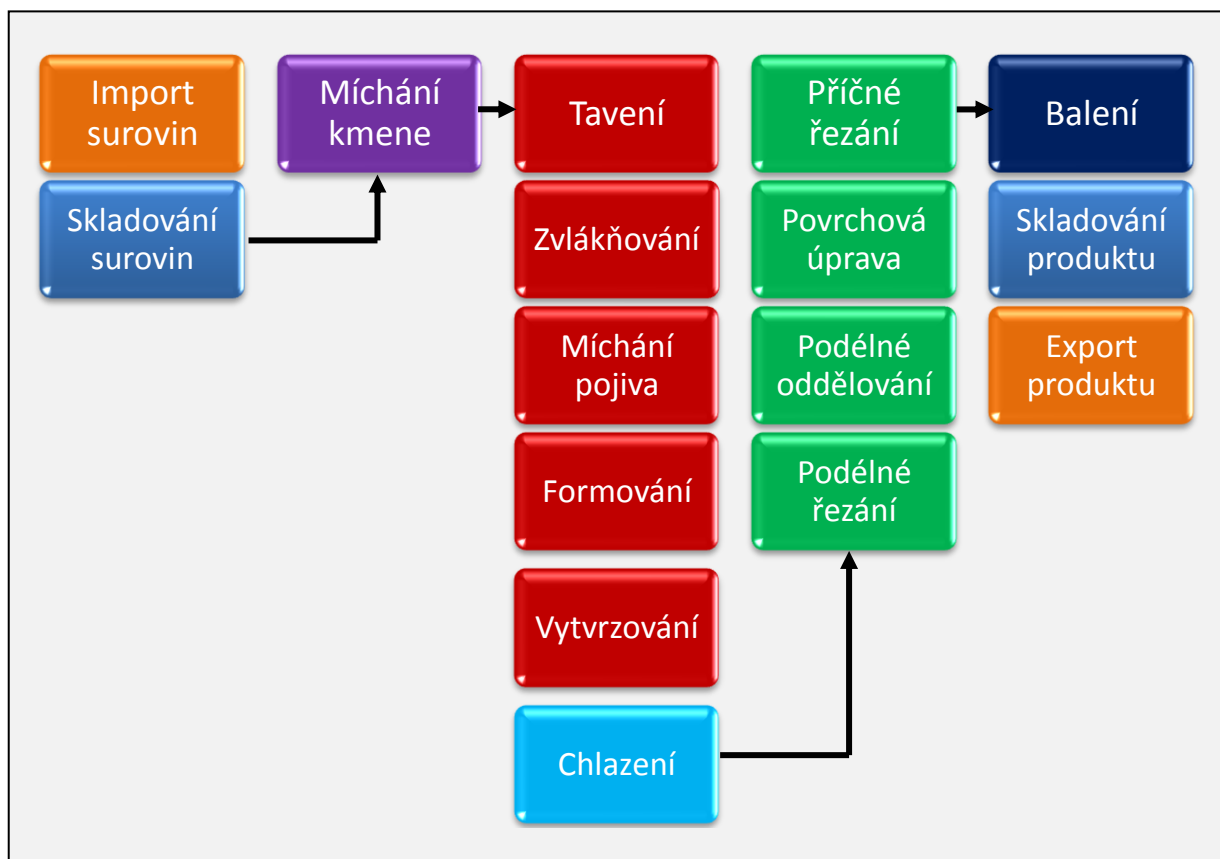 Import
surovin
Skladování
surovin
Míchání
kmene
Tavení
Zvlákňování
Míchání
pojiva
Formování
Vytvrzování
Chlazení
Příčné
řezání
Povrchová
úprava
Podélné
oddělování
Podélné
řezání
Balení
Skladování
produktu
Export
produktu